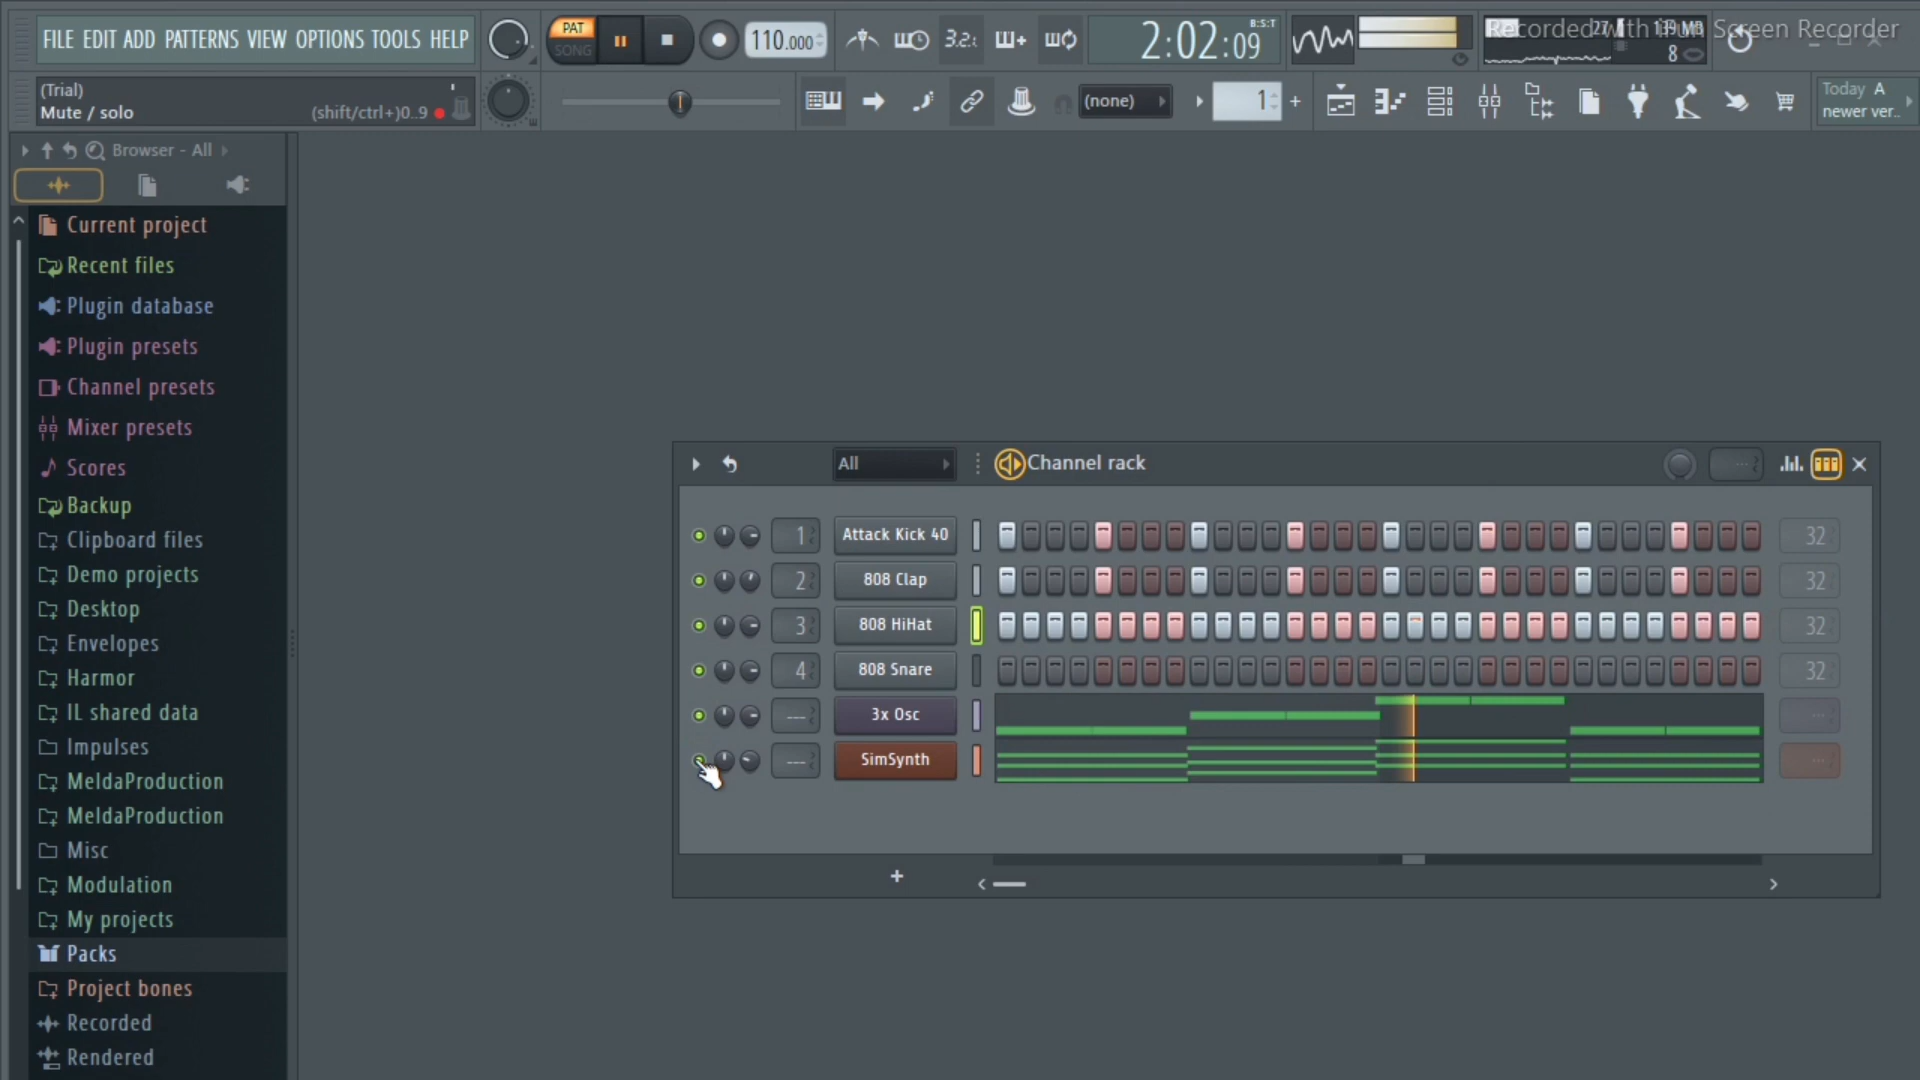 FILE EDIT ADD PATTERNS VIEW OPTIONS TOOLS HELP
PAT
SONG
110.000
3.2.
2:02:09
B:S:T
27
139 MB
8
Recorded with iFun Screen Recorder
(Trial)
Mute / solo
(shift/ctrl+)0..9
(none)
1
+
Today A
newer ver..
Browser - All
Current project
Recent files
Plugin database
Plugin presets
Channel presets
Mixer presets
Scores
Backup
Clipboard files
Demo projects
Desktop
Envelopes
Harmor
IL shared data
Impulses
MeldaProduction
MeldaProduction
Misc
Modulation
My projects
Packs
Project bones
Recorded
Rendered
All
Channel rack
1 Attack Kick 40 32
2 808 Clap 32
3 808 HiHat 32
4 808 Snare 32
--- 3x Osc
--- SimSynth
+